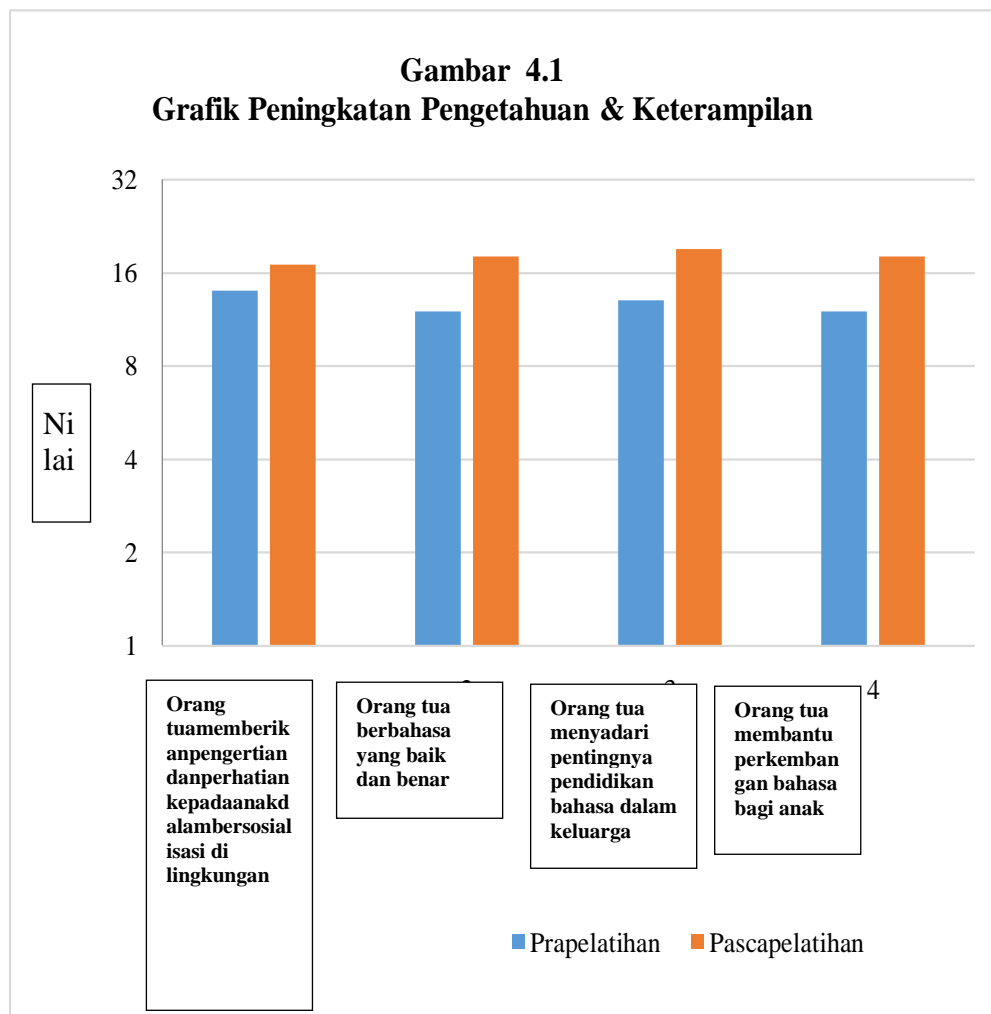 Gambar 4.1
Grafik Peningkatan Pengetahuan & Keterampilan
32
16
8
4
2
1
Ni
lai
4
Orang
tuamemberik
anpengertian
danperhatian
kepadaanakd
alambersosial
isasi di
lingkungan
Orang tua
berbahasa
yang baik
dan benar
Orang tua
menyadari
pentingnya
pendidikan
bahasa dalam
keluarga
Orang tua
membantu
perkemban
gan bahasa
bagi anak
Prapelatihan
Pascapelatihan